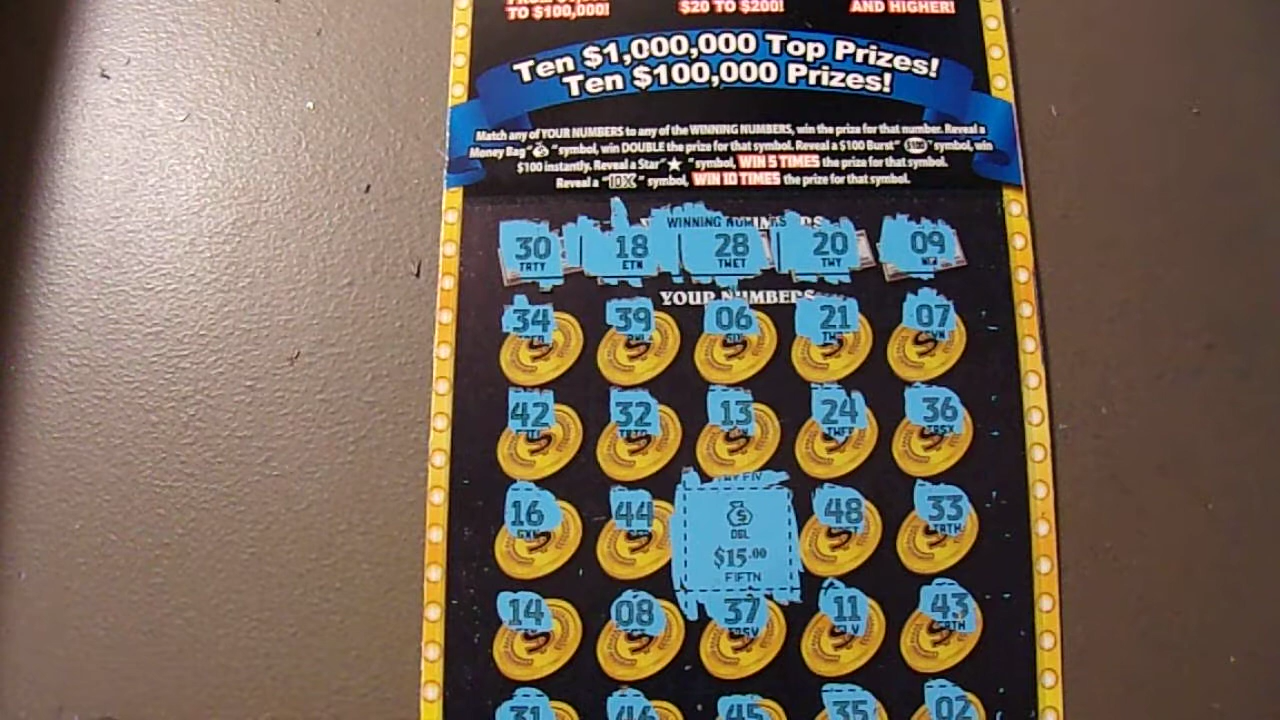 TO $100,000!
$20 TO $200!
AND HIGHER!
Ten $1,000,000 Top Prizes!
Ten $100,000 Prizes!
Match any of YOUR NUMBERS to any of the WINNING NUMBERS, win the prize for that number. Reveal a
Money Bag " " symbol, win DOUBLE the prize for that symbol. Reveal a $100 Burst " " symbol, win
$100 instantly. Reveal a Star " ★ " symbol, WIN 5 TIMES the prize for that symbol.
Reveal a "10X" symbol, WIN 10 TIMES the prize for that symbol.
WINNING
30 18 28 20 09
TRTY ETN TWET TWY
YOUR NUMBERS
34 39 06 21 07
42 32 13 24 36
16 44 48 33
DBL
$15.00
FIFTN
14 08 37 11 43
31 46 45 35 02